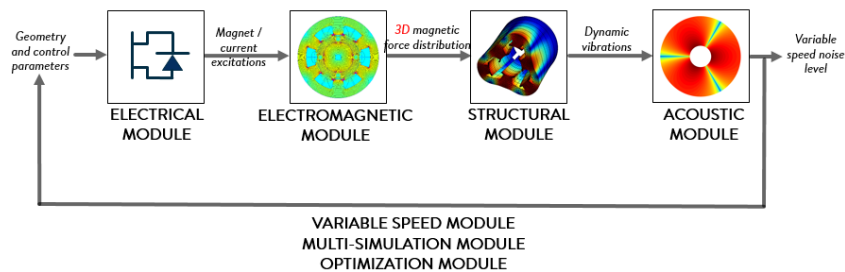 Geometry
and control
parameters
Magnet /
current
excitations
3D magnetic
force distribution
Dynamic
vibrations
Variable
speed noise
level
ELECTRICAL
MODULE
ELECTROMAGNETIC
MODULE
STRUCTURAL
MODULE
ACOUSTIC
MODULE
VARIABLE SPEED MODULE
MULTI-SIMULATION MODULE
OPTIMIZATION MODULE